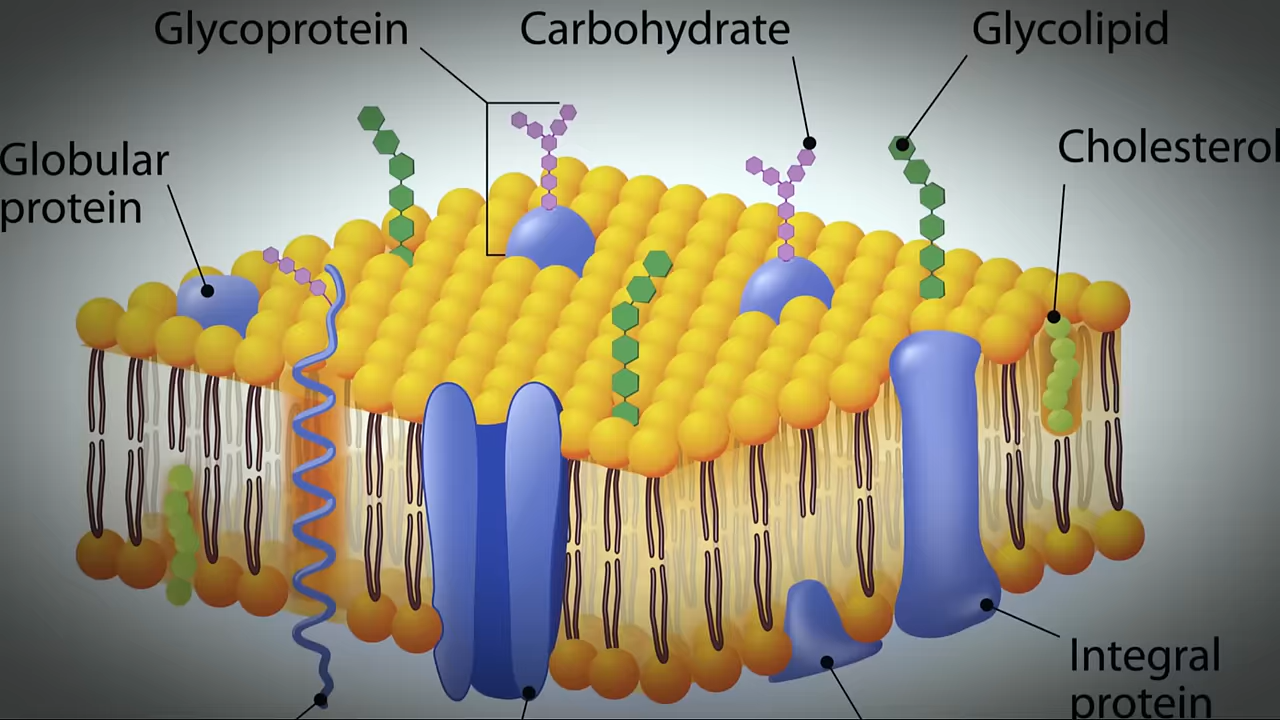 Glycoprotein
Carbohydrate
Glycolipid
Globular
protein
Cholesterol
Integral
protein